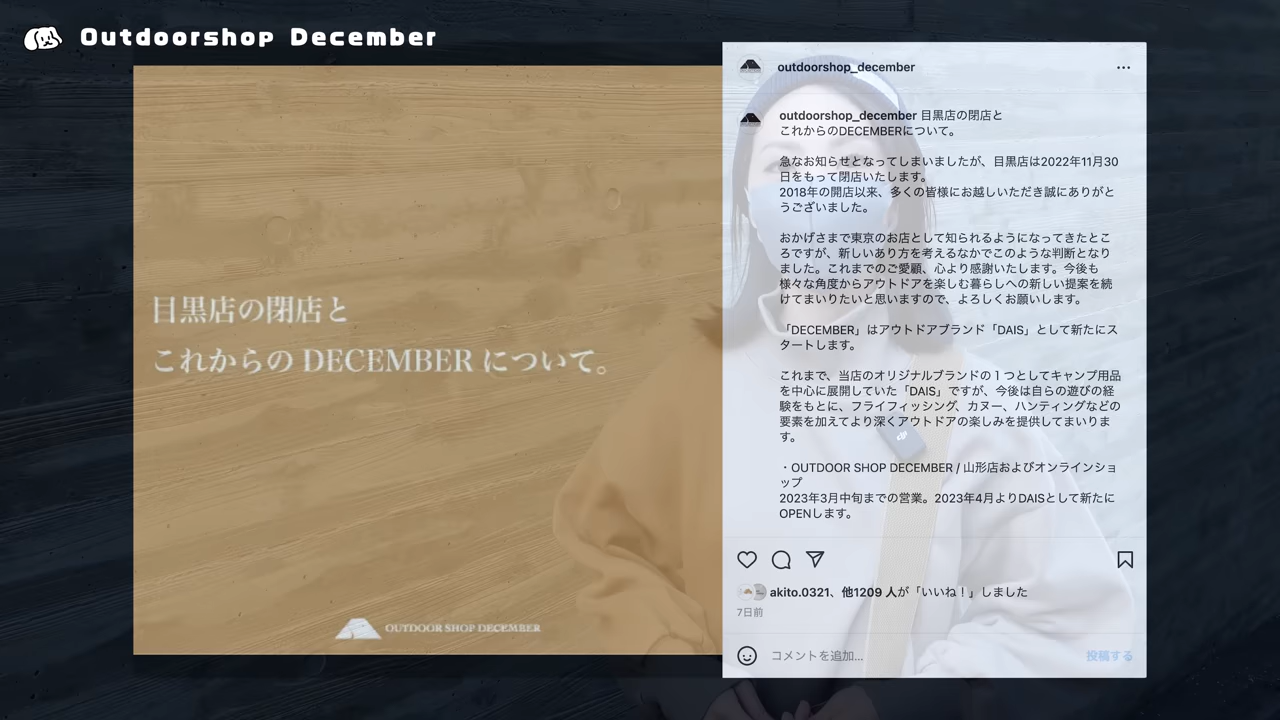 Outdoorshop December
目黒店の閉店と
これからの DECEMBER について。
OUTDOOR SHOP DECEMBER
outdoorshop_december
outdoorshop_december 目黒店の閉店と
これからのDECEMBERについて。
急なお知らせとなってしまいましたが、目黒店は2022年11月30
日をもって閉店いたします。
2018年の開店以来、多くの皆様にお越しいただき誠にありがと
うございました。
おかげさまで東京のお店として知られるようになってきたとこ
ろですが、新しいあり方を考えるなかでこのような判断となり
ました。これまでのご愛顧、心より感謝いたします。今後も
様々な角度からアウトドアを楽しむ暮らしへの新しい提案を続
けてまいりたいと思いますので、よろしくお願いします。
「DECEMBER」はアウトドアブランド「DAIS」として新たにス
タートします。
これまで、当店のオリジナルブランドの１つとしてキャンプ用品
を中心に展開していた「DAIS」ですが、今後は自らの遊びの経
験をもとに、フライフィッシング、カヌー、ハンティングなどの
要素を加えてより深くアウトドアの楽しみを提供してまいりま
す。
・OUTDOOR SHOP DECEMBER / 山形店およびオンラインショ
ップ
2023年3月中旬までの営業。2023年4月よりDAISとして新たに
OPENします。
akito.0321、他1209 人が「いいね！」しました
7日前
コメントを追加...
投稿する